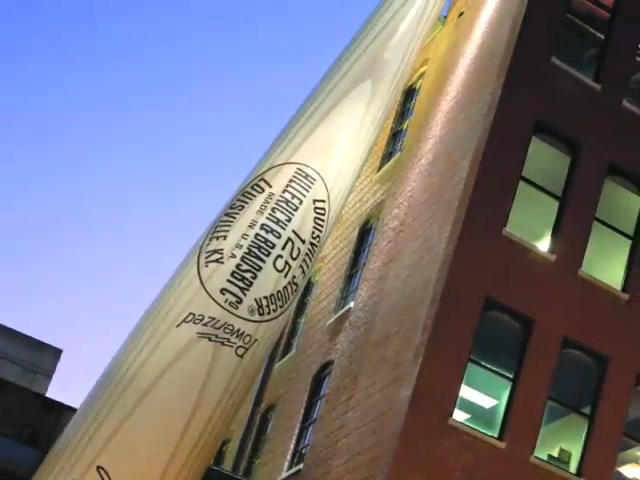 LOUISVILLE SLUGGER®
125
HILLERICH & BRADSBY Cº
MADE IN U.S.A.
LOUISVILLE, KY.
Powerized